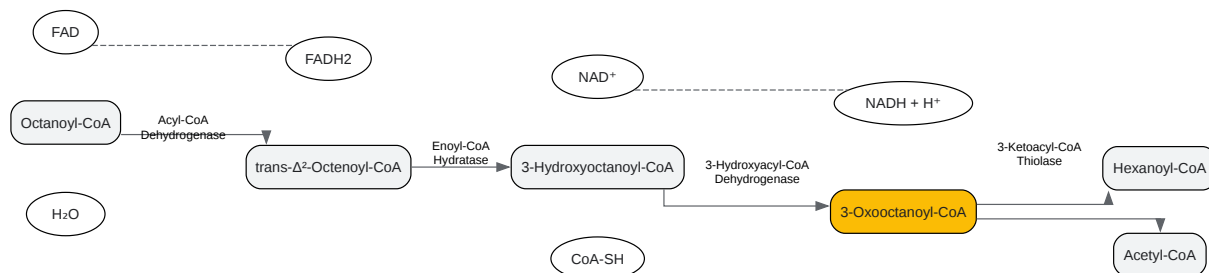 FAD
FADH2
NAD⁺
NADH + H⁺
Octanoyl-CoA
Acyl-CoA
Dehydrogenase
trans-Δ²-Octenoyl-CoA
Enoyl-CoA
Hydratase
3-Hydroxyoctanoyl-CoA
3-Hydroxyacyl-CoA
Dehydrogenase
3-Oxooctanoyl-CoA
3-Ketoacyl-CoA
Thiolase
Hexanoyl-CoA
Acetyl-CoA
H₂O
CoA-SH